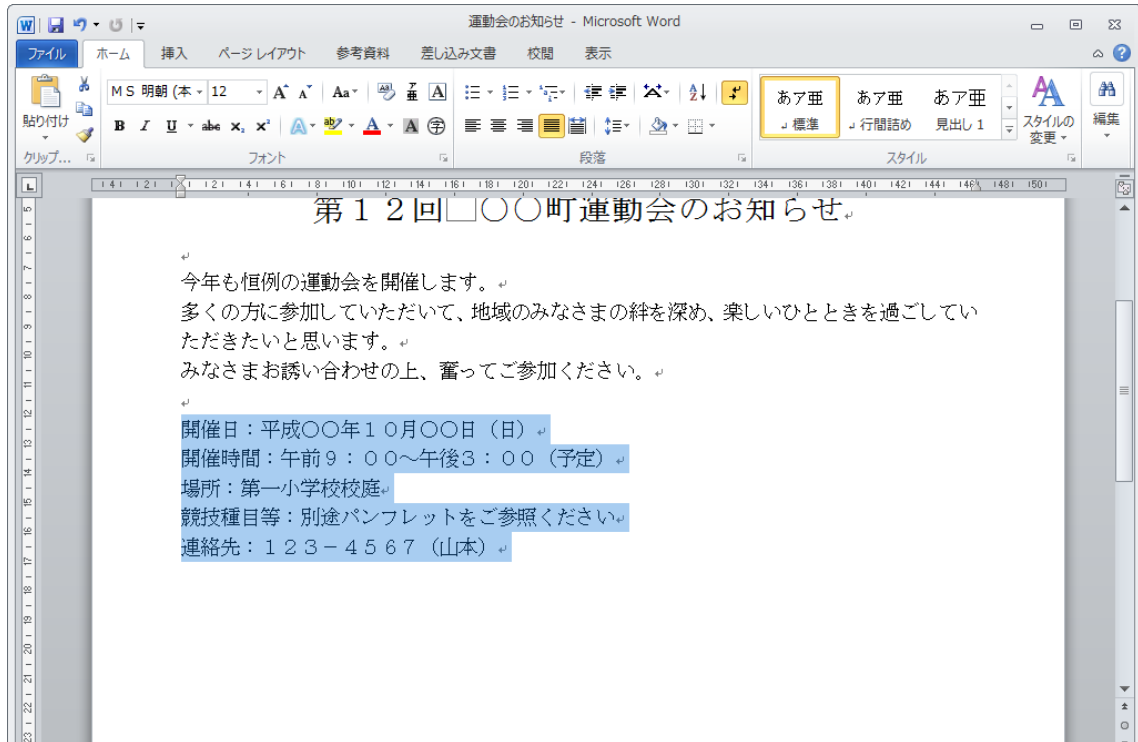 運動会のお知らせ - Microsoft Word
ファイル ホーム 挿入 ページ レイアウト 参考資料 差し込み文書 校閲 表示
ＭＳ 明朝 (本 12
あア亜 あア亜 あア亜
貼り付け
↵ 標準 ↵ 行間詰め 見出し 1
スタイルの変更
編集
クリップ... フォント 段落 スタイル
第１２回□〇〇町運動会のお知らせ
今年も恒例の運動会を開催します。
多くの方に参加していただいて、地域のみなさまの絆を深め、楽しいひとときを過ごしてい
ただきたいと思います。
みなさまお誘い合わせの上、奮ってご参加ください。
開催日：平成〇〇年１０月〇〇日（日）
開催時間：午前９：００～午後３：００（予定）
場所：第一小学校校庭
競技種目等：別途パンフレットをご参照ください
連絡先：１２３－４５６７（山本）